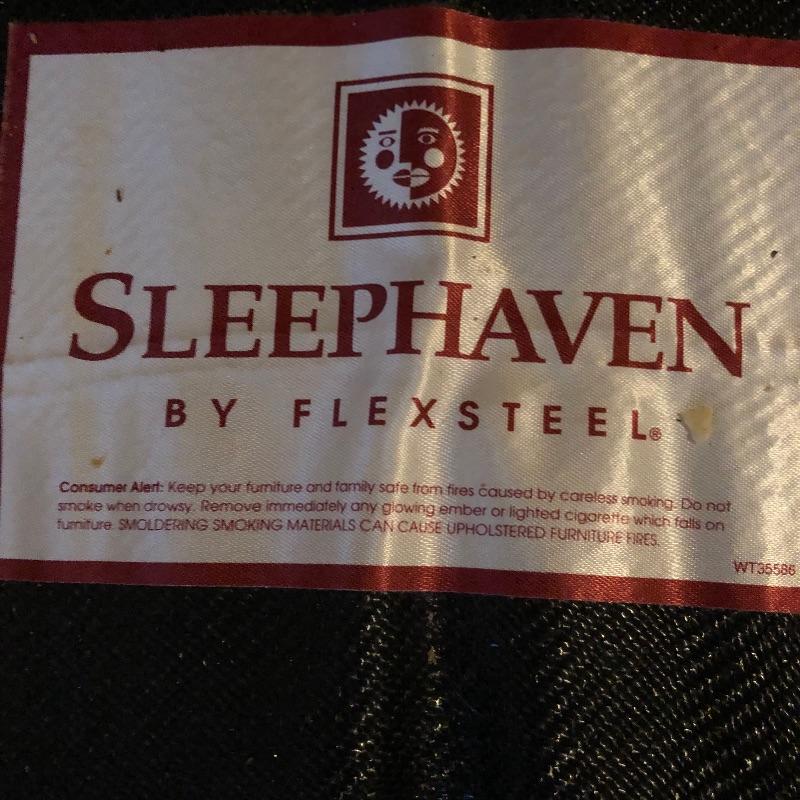 SLEEPHAVEN
BY FLEXSTEEL®
Consumer Alert: Keep your furniture and family safe from fires caused by careless smoking. Do not
smoke when drowsy. Remove immediately any glowing ember or lighted cigarette which falls on
furniture. SMOLDERING SMOKING MATERIALS CAN CAUSE UPHOLSTERED FURNITURE FIRES.
WT35586